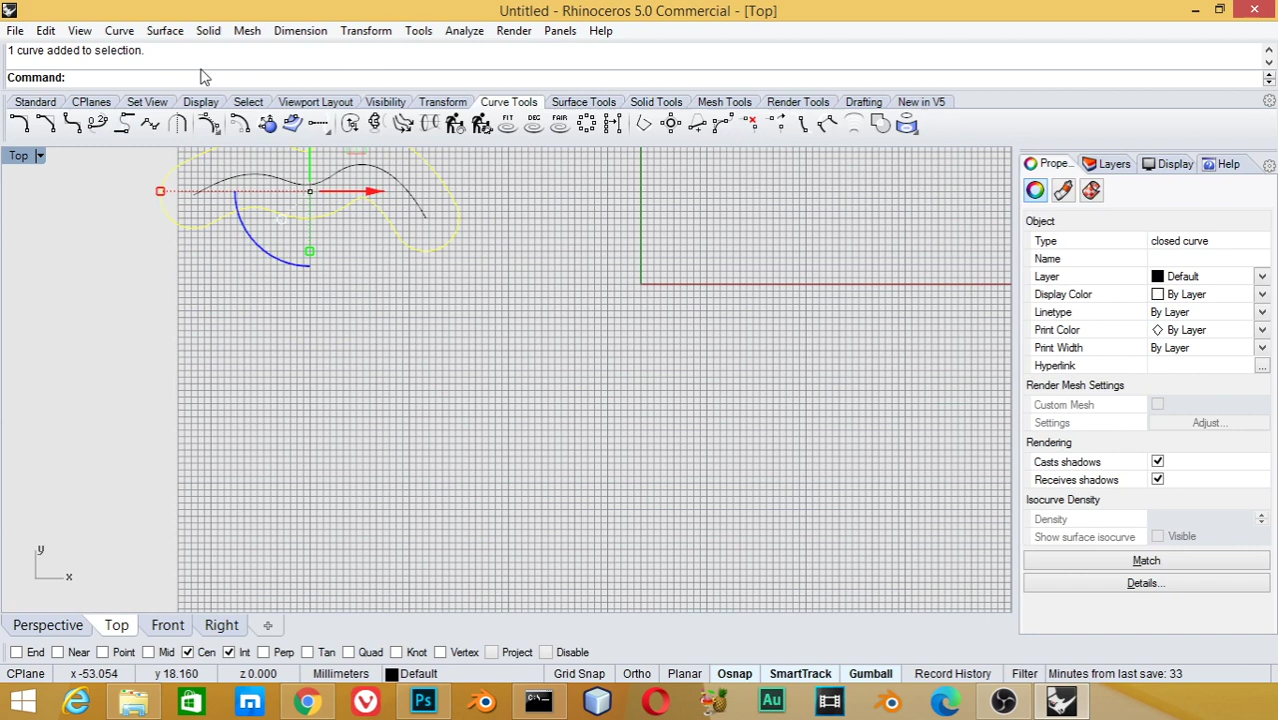 Untitled - Rhinoceros 5.0 Commercial - [Top]
File Edit View Curve Surface Solid Mesh Dimension Transform Tools Analyze Render Panels Help
1 curve added to selection.
Command:
Standard CPlanes Set View Display Select Viewport Layout Visibility Transform Curve Tools Surface Tools Solid Tools Mesh Tools Render Tools Drafting New in V5
FIT DEG FAIR
Top
Prope... Layers Display Help
Object
Type closed curve
Name
Layer Default
Display Color By Layer
Linetype By Layer
Print Color By Layer
Print Width By Layer
Hyperlink ...
Render Mesh Settings
Custom Mesh
Settings Adjust...
Rendering
Casts shadows
Receives shadows
Isocurve Density
Density
Show surface isocurve Visible
Match
Details...
y
x
Perspective Top Front Right
End Near Point Mid Cen Int Perp Tan Quad Knot Vertex Project Disable
CPlane x -53.054 y 18.160 z 0.000 Millimeters Default Grid Snap Ortho Planar Osnap SmartTrack Gumball Record History Filter Minutes from last save: 33
Ps Au